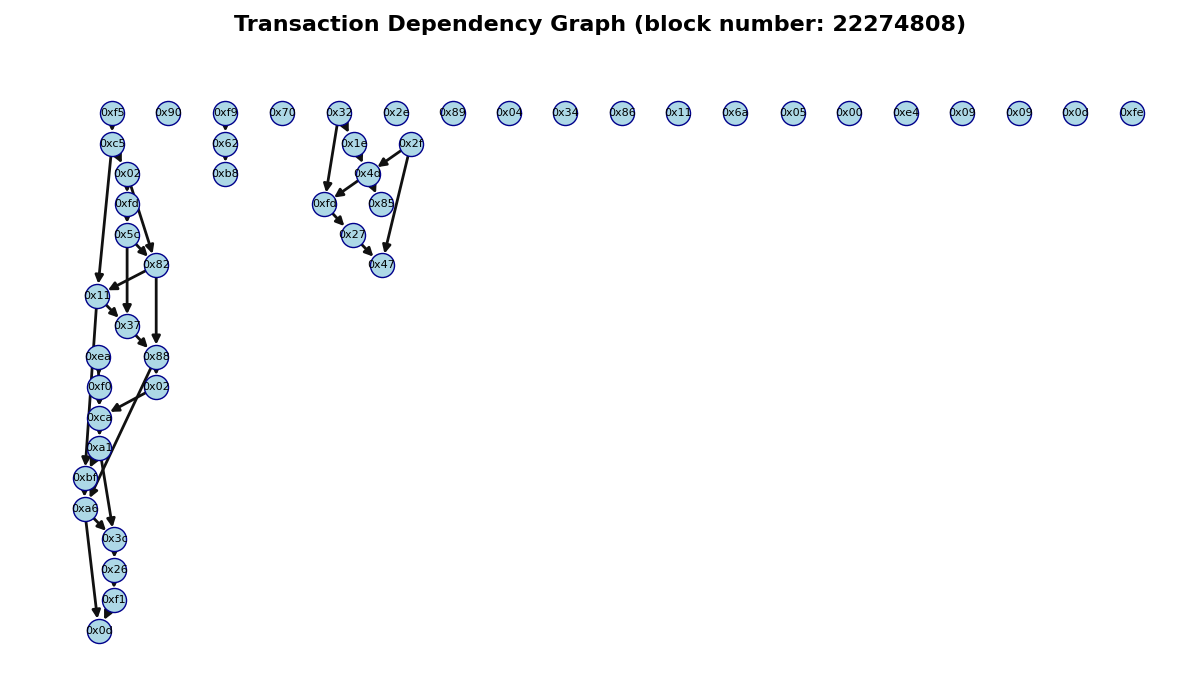 Transaction Dependency Graph (block number: 22274808)
0xf5 0x90 0xf9 0x70 0x32 0x2e 0x89 0x04 0x34 0x86 0x11 0x6a 0x05 0x00 0xe4 0x09 0x09 0x0d 0xfe
0xc5 0x62 0x1e 0x2f
0x02 0xb8 0x4d
0xfd 0xfd 0x85
0x5c 0x27
0x82 0x47
0x11
0x37
0xea 0x88
0xf0 0x02
0xca
0xa1
0xbf
0xa6
0x3c
0x26
0xf1
0x0d